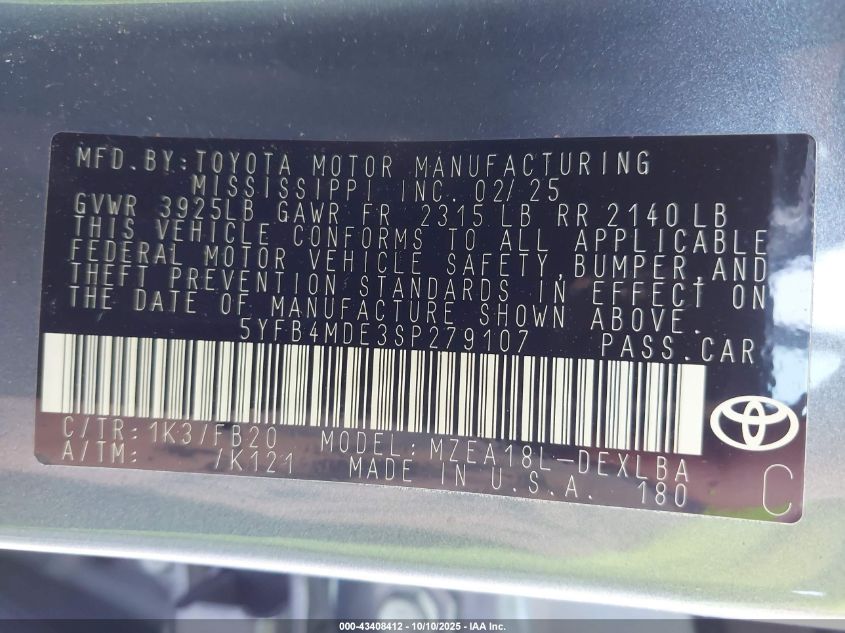 MFD.BY:TOYOTA MOTOR MANUFACTURING
MISSISSIPPI INC. 02/25
GVWR 3925LB GAWR FR 2315 LB RR 2140 LB
THIS VEHICLE CONFORMS TO ALL APPLICABLE
FEDERAL MOTOR VEHICLE SAFETY,BUMPER,AND
THEFT PREVENTION STANDARDS IN EFFECT ON
THE DATE OF MANUFACTURE SHOWN ABOVE.
5YFB4MDE3SP279107 PASS.CAR
C/TR:1K3/FB20 MODEL:MZEA18L-DEXLBA
A/TM: /K121 MADE IN U.S.A. 180
C
000-43408412 - 10/10/2025 - IAA Inc.